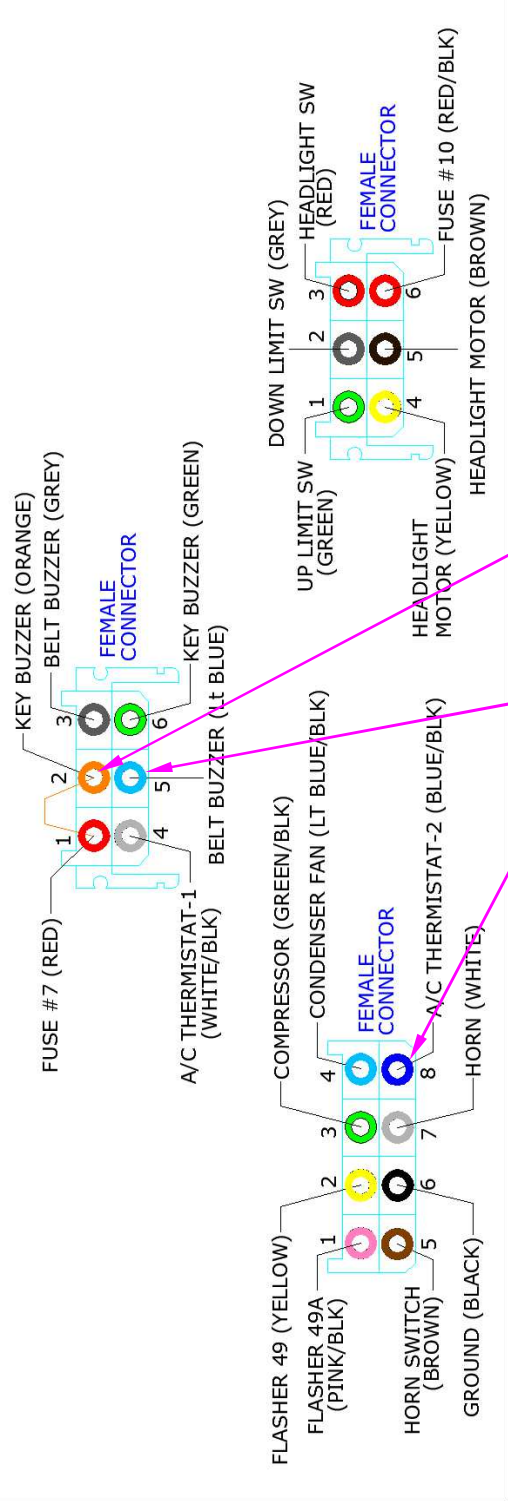 KEY BUZZER (ORANGE)
BELT BUZZER (GREY)
FUSE #7 (RED)
FEMALE
CONNECTOR
1
2
3
4
5
6
KEY BUZZER (GREEN)
BELT BUZZER (Lt BLUE)
A/C THERMISTAT-1
(WHITE/BLK)
FLASHER 49 (YELLOW)
FLASHER 49A
(PINK/BLK)
COMPRESSOR (GREEN/BLK)
CONDENSER FAN (LT BLUE/BLK)
FEMALE
CONNECTOR
1
2
3
4
5
6
7
8
HORN SWITCH
(BROWN)
GROUND (BLACK)
HORN (WHITE)
A/C THERMISTAT-2 (BLUE/BLK)
UP LIMIT SW
(GREEN)
DOWN LIMIT SW (GREY)
HEADLIGHT SW
(RED)
FEMALE
CONNECTOR
1
2
3
4
5
6
HEADLIGHT
MOTOR (YELLOW)
HEADLIGHT MOTOR (BROWN)
FUSE #10 (RED/BLK)